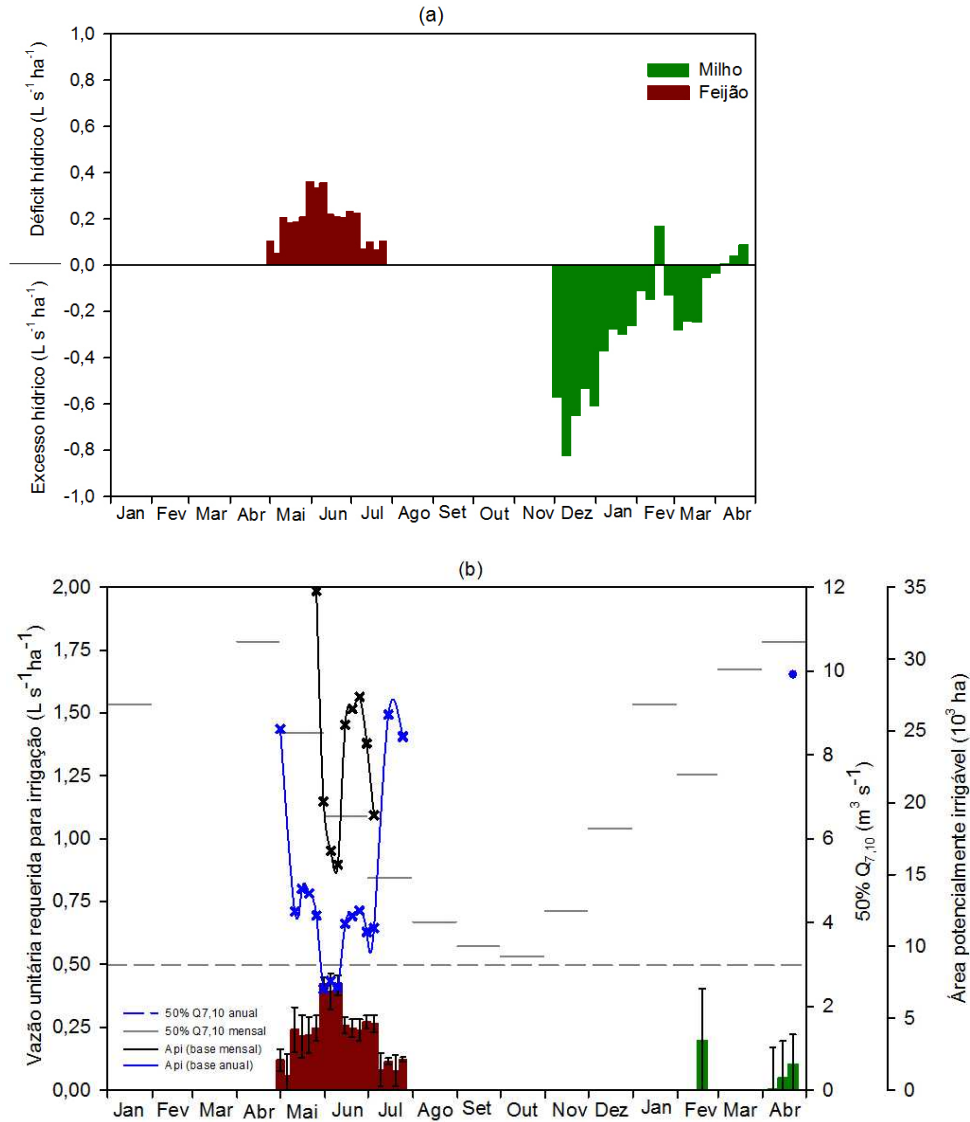 (a)
Déficit hídrico (L s-1 ha-1)
Excesso hídrico (L s-1 ha-1)
1,0
0,8
0,6
0,4
0,2
0,0
-0,2
-0,4
-0,6
-0,8
-1,0
Milho
Feijão
Jan Fev Mar Abr Mai Jun Jul Ago Set Out Nov Dez Jan Fev Mar Abr
(b)
Vazão unitária requerida para irrigação (L s-1ha-1)
2,00
1,75
1,50
1,25
1,00
0,75
0,50
0,25
0,00
50% Q7,10 anual
50% Q7,10 mensal
Api (base mensal)
Api (base anual)
12
10
8
6
4
2
0
50% Q7,10 (m3 s-1)
35
30
25
20
15
10
5
0
Área potencialmente irrigável (103 ha)
Jan Fev Mar Abr Mai Jun Jul Ago Set Out Nov Dez Jan Fev Mar Abr